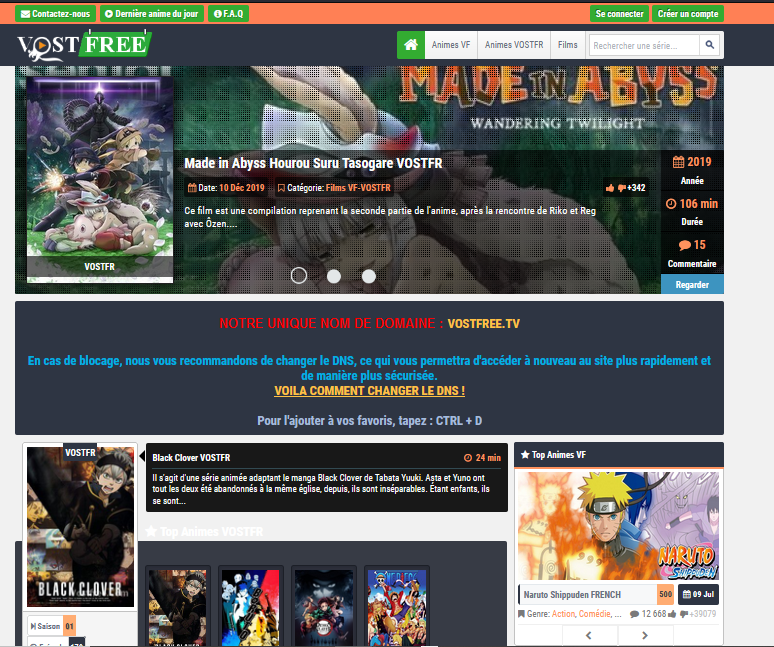 Contactez-nous
Dernière anime du jour
F.A.Q
Se connecter
Créer un compte
VOSTFREE
Animes VF
Animes VOSTFR
Films
Rechercher une série...
MADE IN ABYSS
WANDERING TWILIGHT
VOSTFR
Made in Abyss Hourou Suru Tasogare VOSTFR
Date: 10 Déc 2019
Catégorie: Films VF-VOSTFR
+342
Ce film est une compilation reprenant la seconde partie de l'anime, après la rencontre de Riko et Reg
avec Ôzen....
2019
Année
106 min
Durée
15
Commentaire
Regarder
NOTRE UNIQUE NOM DE DOMAINE : VOSTFREE.TV
En cas de blocage, nous vous recommandons de changer le DNS, ce qui vous permettra d'accéder à nouveau au site plus rapidement et
de manière plus sécurisée.
VOILA COMMENT CHANGER LE DNS !
Pour l'ajouter à vos favoris, tapez : CTRL + D
VOSTFR
BLACK CLOVER
Saison 01
Black Clover VOSTFR
24 min
Il s'agit d'une série animée adaptant le manga Black Clover de Tabata Yuuki. Asta et Yuno ont
tout les deux été abandonnés à la même église, depuis, ils sont inséparables. Étant enfants, ils
se sont...
Top Animes VOSTFR
Top Animes VF
NARUTO
SHIPPUDEN
Naruto Shippuden FRENCH
500
09 Jul
Genre: Action, Comédie, ...
12 668
+39079